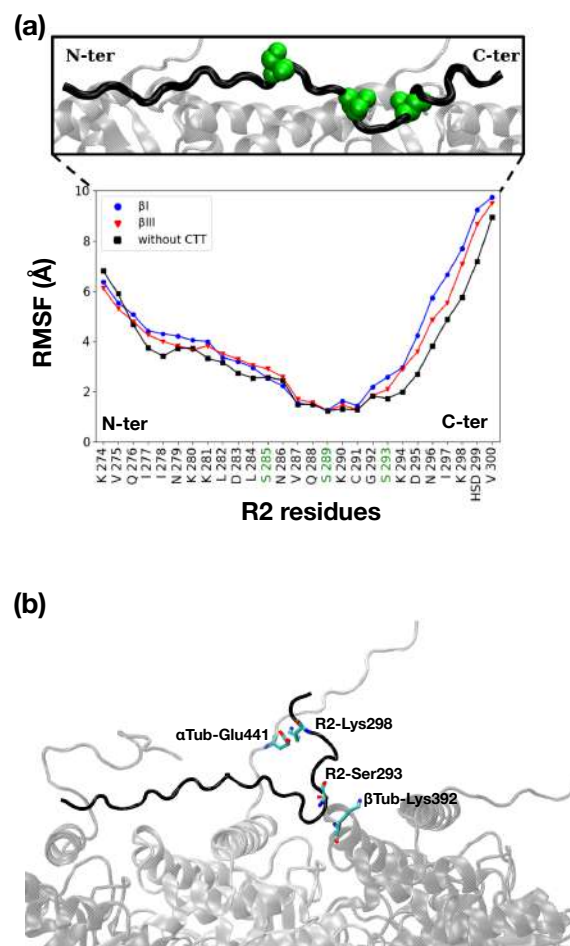 (a)
N-ter
C-ter
10
8
6
4
2
0
RMSF (Å)
βI
βIII
without CTT
N-ter
C-ter
K 274
V 275
Q 276
I 277
I 278
N 279
K 280
K 281
L 282
D 283
L 284
S 285
N 286
V 287
Q 288
S 289
K 290
C 291
G 292
S 293
K 294
D 295
N 296
I 297
K 298
HSD 299
V 300
R2 residues
(b)
αTub-Glu441
R2-Lys298
R2-Ser293
βTub-Lys392